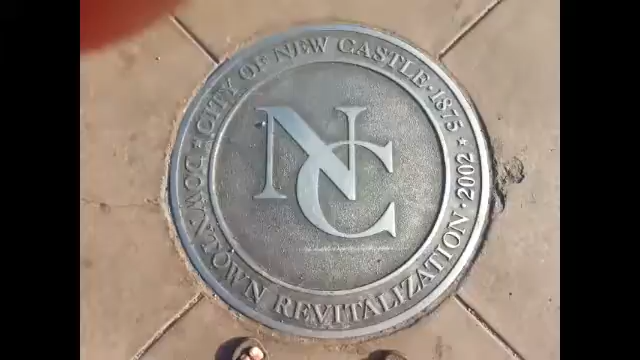 CITY OF NEW CASTLE · 1875 ★ 2002 · DOWNTOWN REVITALIZATION ★
NC